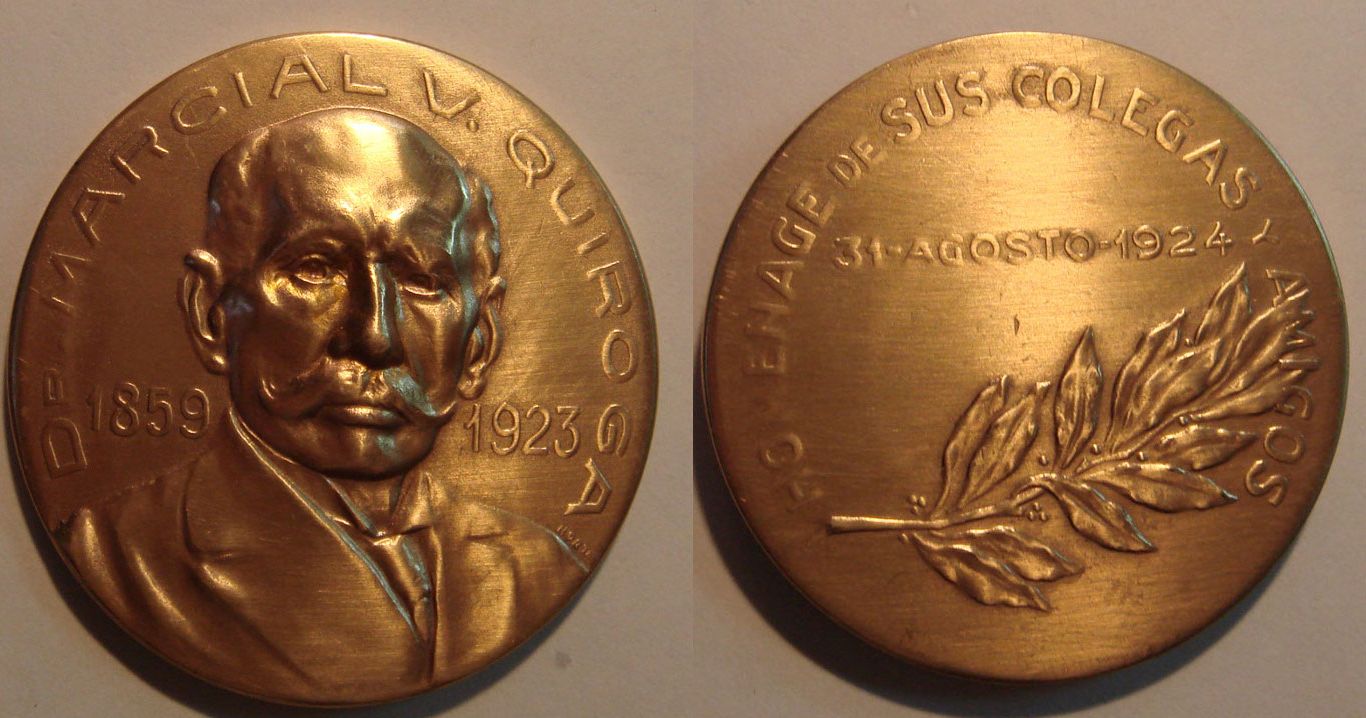 DR. MARCIAL V. QUIROGA
1859
1923
HOMENAGE DE SUS COLEGAS Y AMIGOS
31-AGOSTO-1924